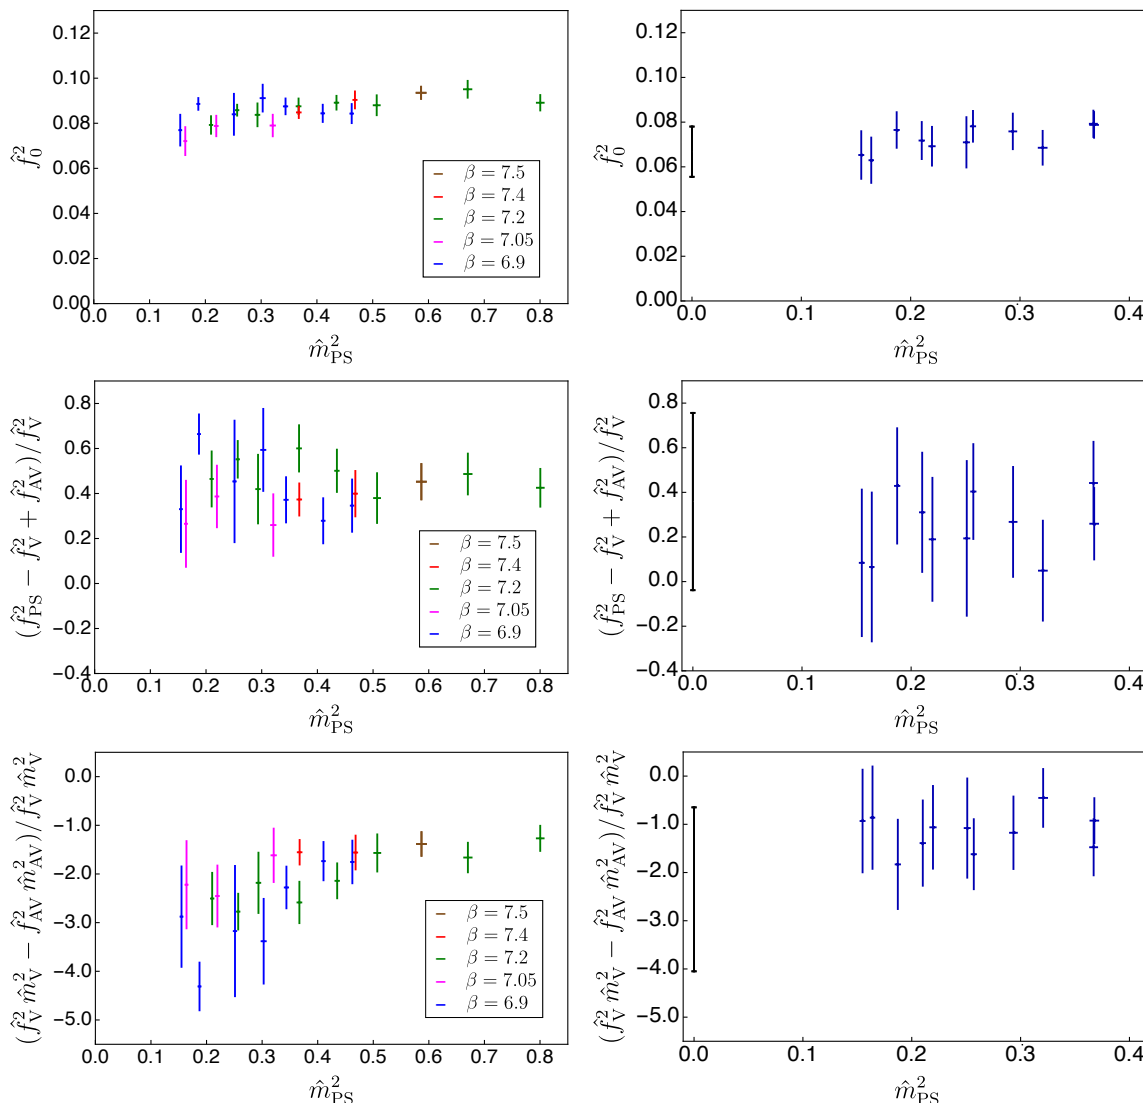 0.12
0.10
0.08
0.06
0.04
0.02
0.00
f̂₀²
0.0 0.1 0.2 0.3 0.4 0.5 0.6 0.7 0.8
m̂²_PS
β = 7.5
β = 7.4
β = 7.2
β = 7.05
β = 6.9
0.12
0.10
0.08
0.06
0.04
0.02
0.00
f̂₀²
0.0 0.1 0.2 0.3 0.4
m̂²_PS
0.8
0.6
0.4
0.2
0.0
−0.2
−0.4
(f̂²_PS − f̂²_V + f̂²_AV)/f̂²_V
0.0 0.1 0.2 0.3 0.4 0.5 0.6 0.7 0.8
m̂²_PS
β = 7.5
β = 7.4
β = 7.2
β = 7.05
β = 6.9
0.8
0.6
0.4
0.2
0.0
−0.2
−0.4
(f̂²_PS − f̂²_V + f̂²_AV)/f̂²_V
0.0 0.1 0.2 0.3 0.4
m̂²_PS
0.0
−1.0
−2.0
−3.0
−4.0
−5.0
(f̂²_V m̂²_V − f̂²_AV m̂²_AV)/f̂²_V m̂²_V
0.0 0.1 0.2 0.3 0.4 0.5 0.6 0.7 0.8
m̂²_PS
β = 7.5
β = 7.4
β = 7.2
β = 7.05
β = 6.9
0.0
−1.0
−2.0
−3.0
−4.0
−5.0
(f̂²_V m̂²_V − f̂²_AV m̂²_AV)/f̂²_V m̂²_V
0.0 0.1 0.2 0.3 0.4
m̂²_PS